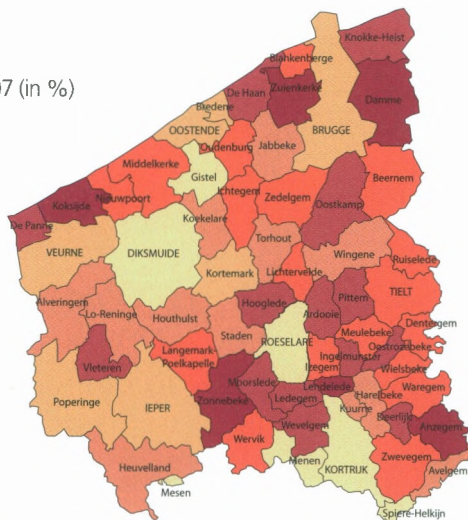 7 (in %)
Knokke-Heist
Blankenberge
De Haan
Zuienkerke
Damme
Bredene
OOSTENDE
BRUGGE
Oudenburg
Jabbeke
Gistel
Middelkerke
Beernem
Ichtegem
Zedelgem
Nieuwpoort
Koksijde
Oostkamp
De Panne
Koekelare
VEURNE
DIKSMUIDE
Torhout
Wingene
Ruiselede
Kortemark
Lichtervelde
TIELT
Alveringem
Lo-Reninge
Hooglede
Pittem
Houthulst
Ardooie
Dentergem
Staden
Meulebeke
ROESELARE
Oostrozebeke
Langemark-
Poelkapelle
Ingelmunster
Izegem
Wielsbeke
Vleteren
Moorslede
Lendelede
Waregem
Zonnebeke
Ledegem
Harelbeke
Poperinge
IEPER
Kuurne
Deerlijk
Anzegem
Wevelgem
Wervik
Menen
KORTRIJK
Zwevegem
Heuvelland
Avelgem
Mesen
Spiere-Helkijn